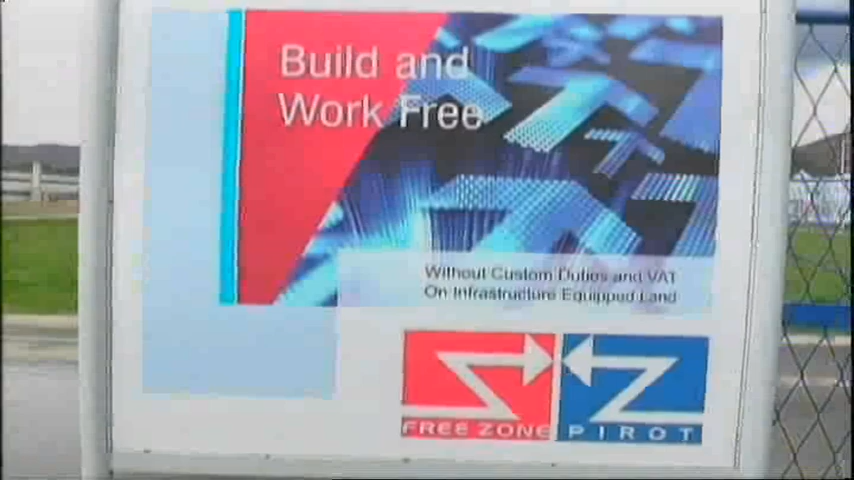 Build and
Work Free
Without Custom Duties and VAT
On Infrastructure Equipped Land
FREE ZONE PIROT